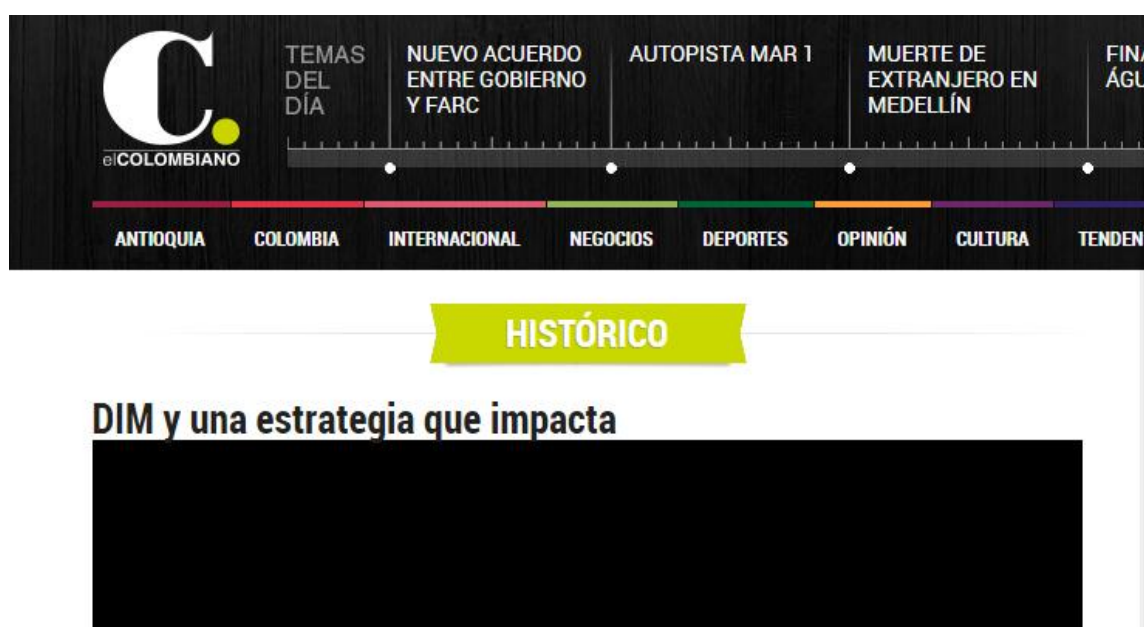 C.
elCOLOMBIANO
TEMAS
DEL
DÍA
NUEVO ACUERDO
ENTRE GOBIERNO
Y FARC
AUTOPISTA MAR 1
MUERTE DE
EXTRANJERO EN
MEDELLÍN
ANTIOQUIA COLOMBIA INTERNACIONAL NEGOCIOS DEPORTES OPINIÓN CULTURA
HISTÓRICO
DIM y una estrategia que impacta